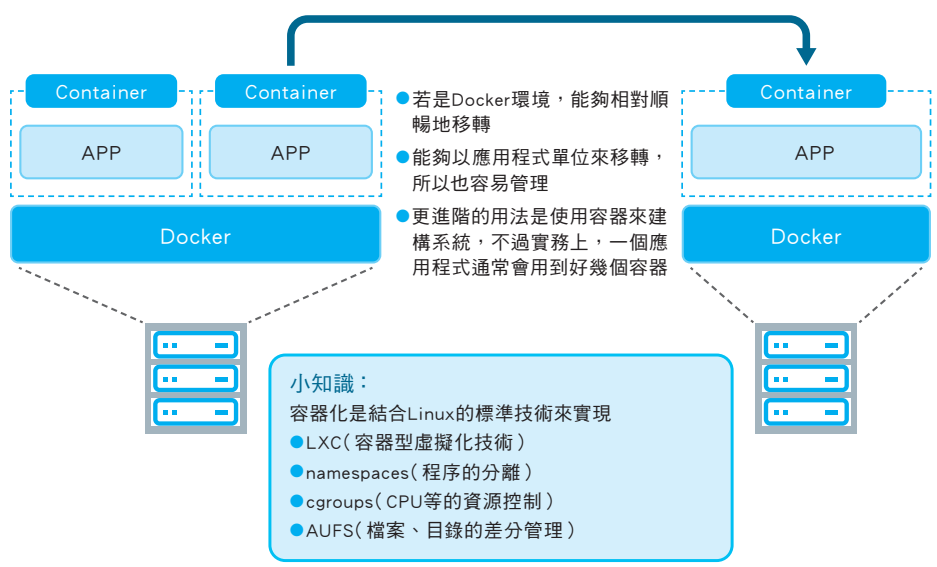 Container
Container
Container
APP
APP
APP
Docker
Docker
●若是Docker環境,能夠相對順
暢地移轉
●能夠以應用程式單位來移轉,
所以也容易管理
●更進階的用法是使用容器來建
構系統,不過實務上,一個應
用程式通常會用到好幾個容器
小知識:
容器化是結合Linux的標準技術來實現
●LXC(容器型虛擬化技術)
●namespaces(程序的分離)
●cgroups(CPU等的資源控制)
●AUFS(檔案、目錄的差分管理)